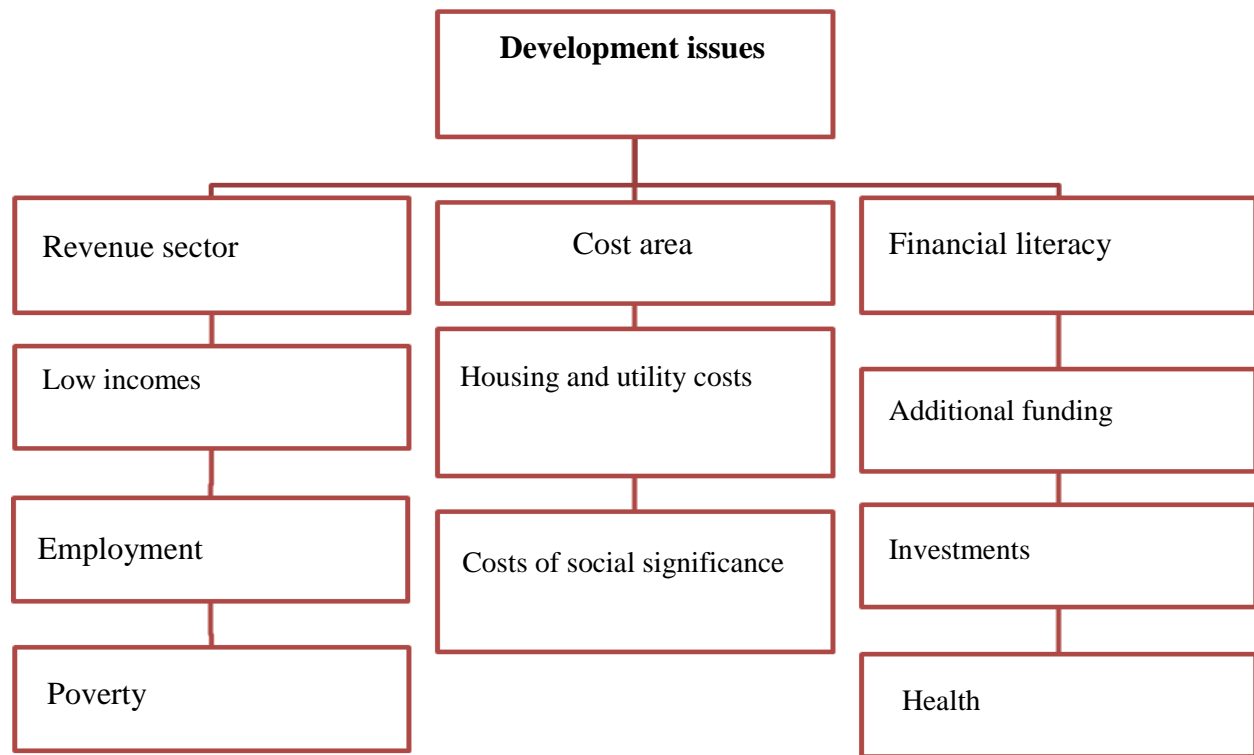 Development issues
Revenue sector
Cost area
Financial literacy
Low incomes
Housing and utility costs
Additional funding
Employment
Costs of social significance
Investments
Poverty
Health